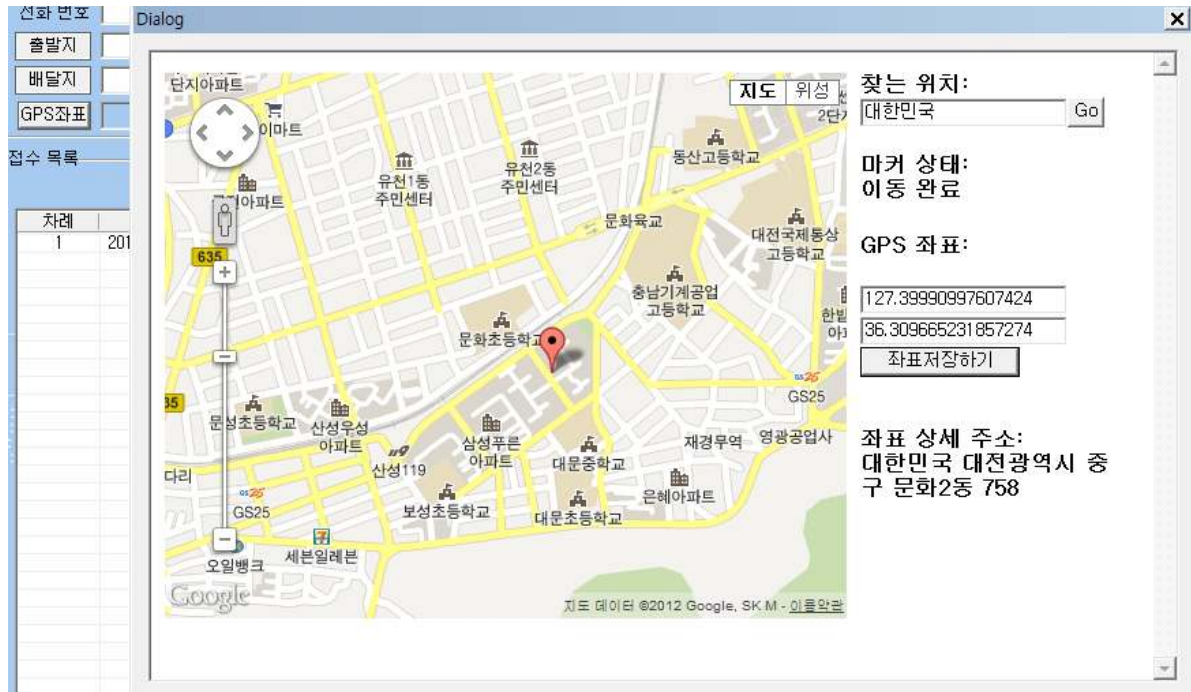 전화 번호
출발지
배달지
GPS좌표
접수 목록
차례
1 201
Dialog
단지아파트
이마트
유천1동
주민센터
유천2동
주민센터
지도 위성
동산고등학교
문화육교
대전국제통상
고등학교
635
충남기계공업
고등학교
문화초등학교
GS25
GS25
35
문성초등학교
산성우성
아파트
산성119
삼성푸른
아파트
대문중학교
재경무역
영광공업사
은혜아파트
다리
GS25
GS25
보성초등학교
대문초등학교
7
세븐일레븐
오일뱅크
Google
지도 데이터 ©2012 Google, SK M - 이용약관
찾는 위치:
대한민국 Go
마커 상태:
이동 완료
GPS 좌표:
127.39990997607424
36.309665231857274
좌표저장하기
좌표 상세 주소:
대한민국 대전광역시 중
구 문화2동 758